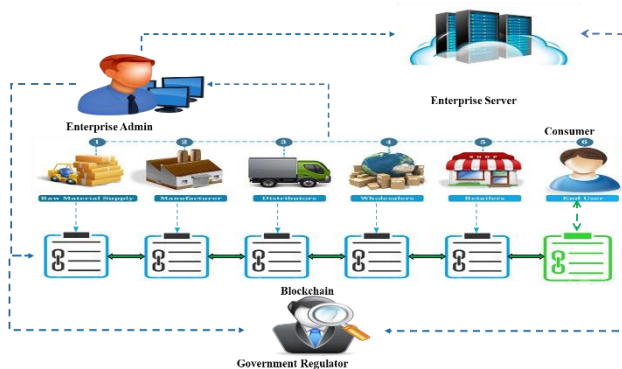 Enterprise Server
Enterprise Admin
Consumer
1 2 3 4 5 6
SHOP
Raw Material Supply Manufacturer Distributors Wholesalers Retailers End User
Blockchain
Government Regulator